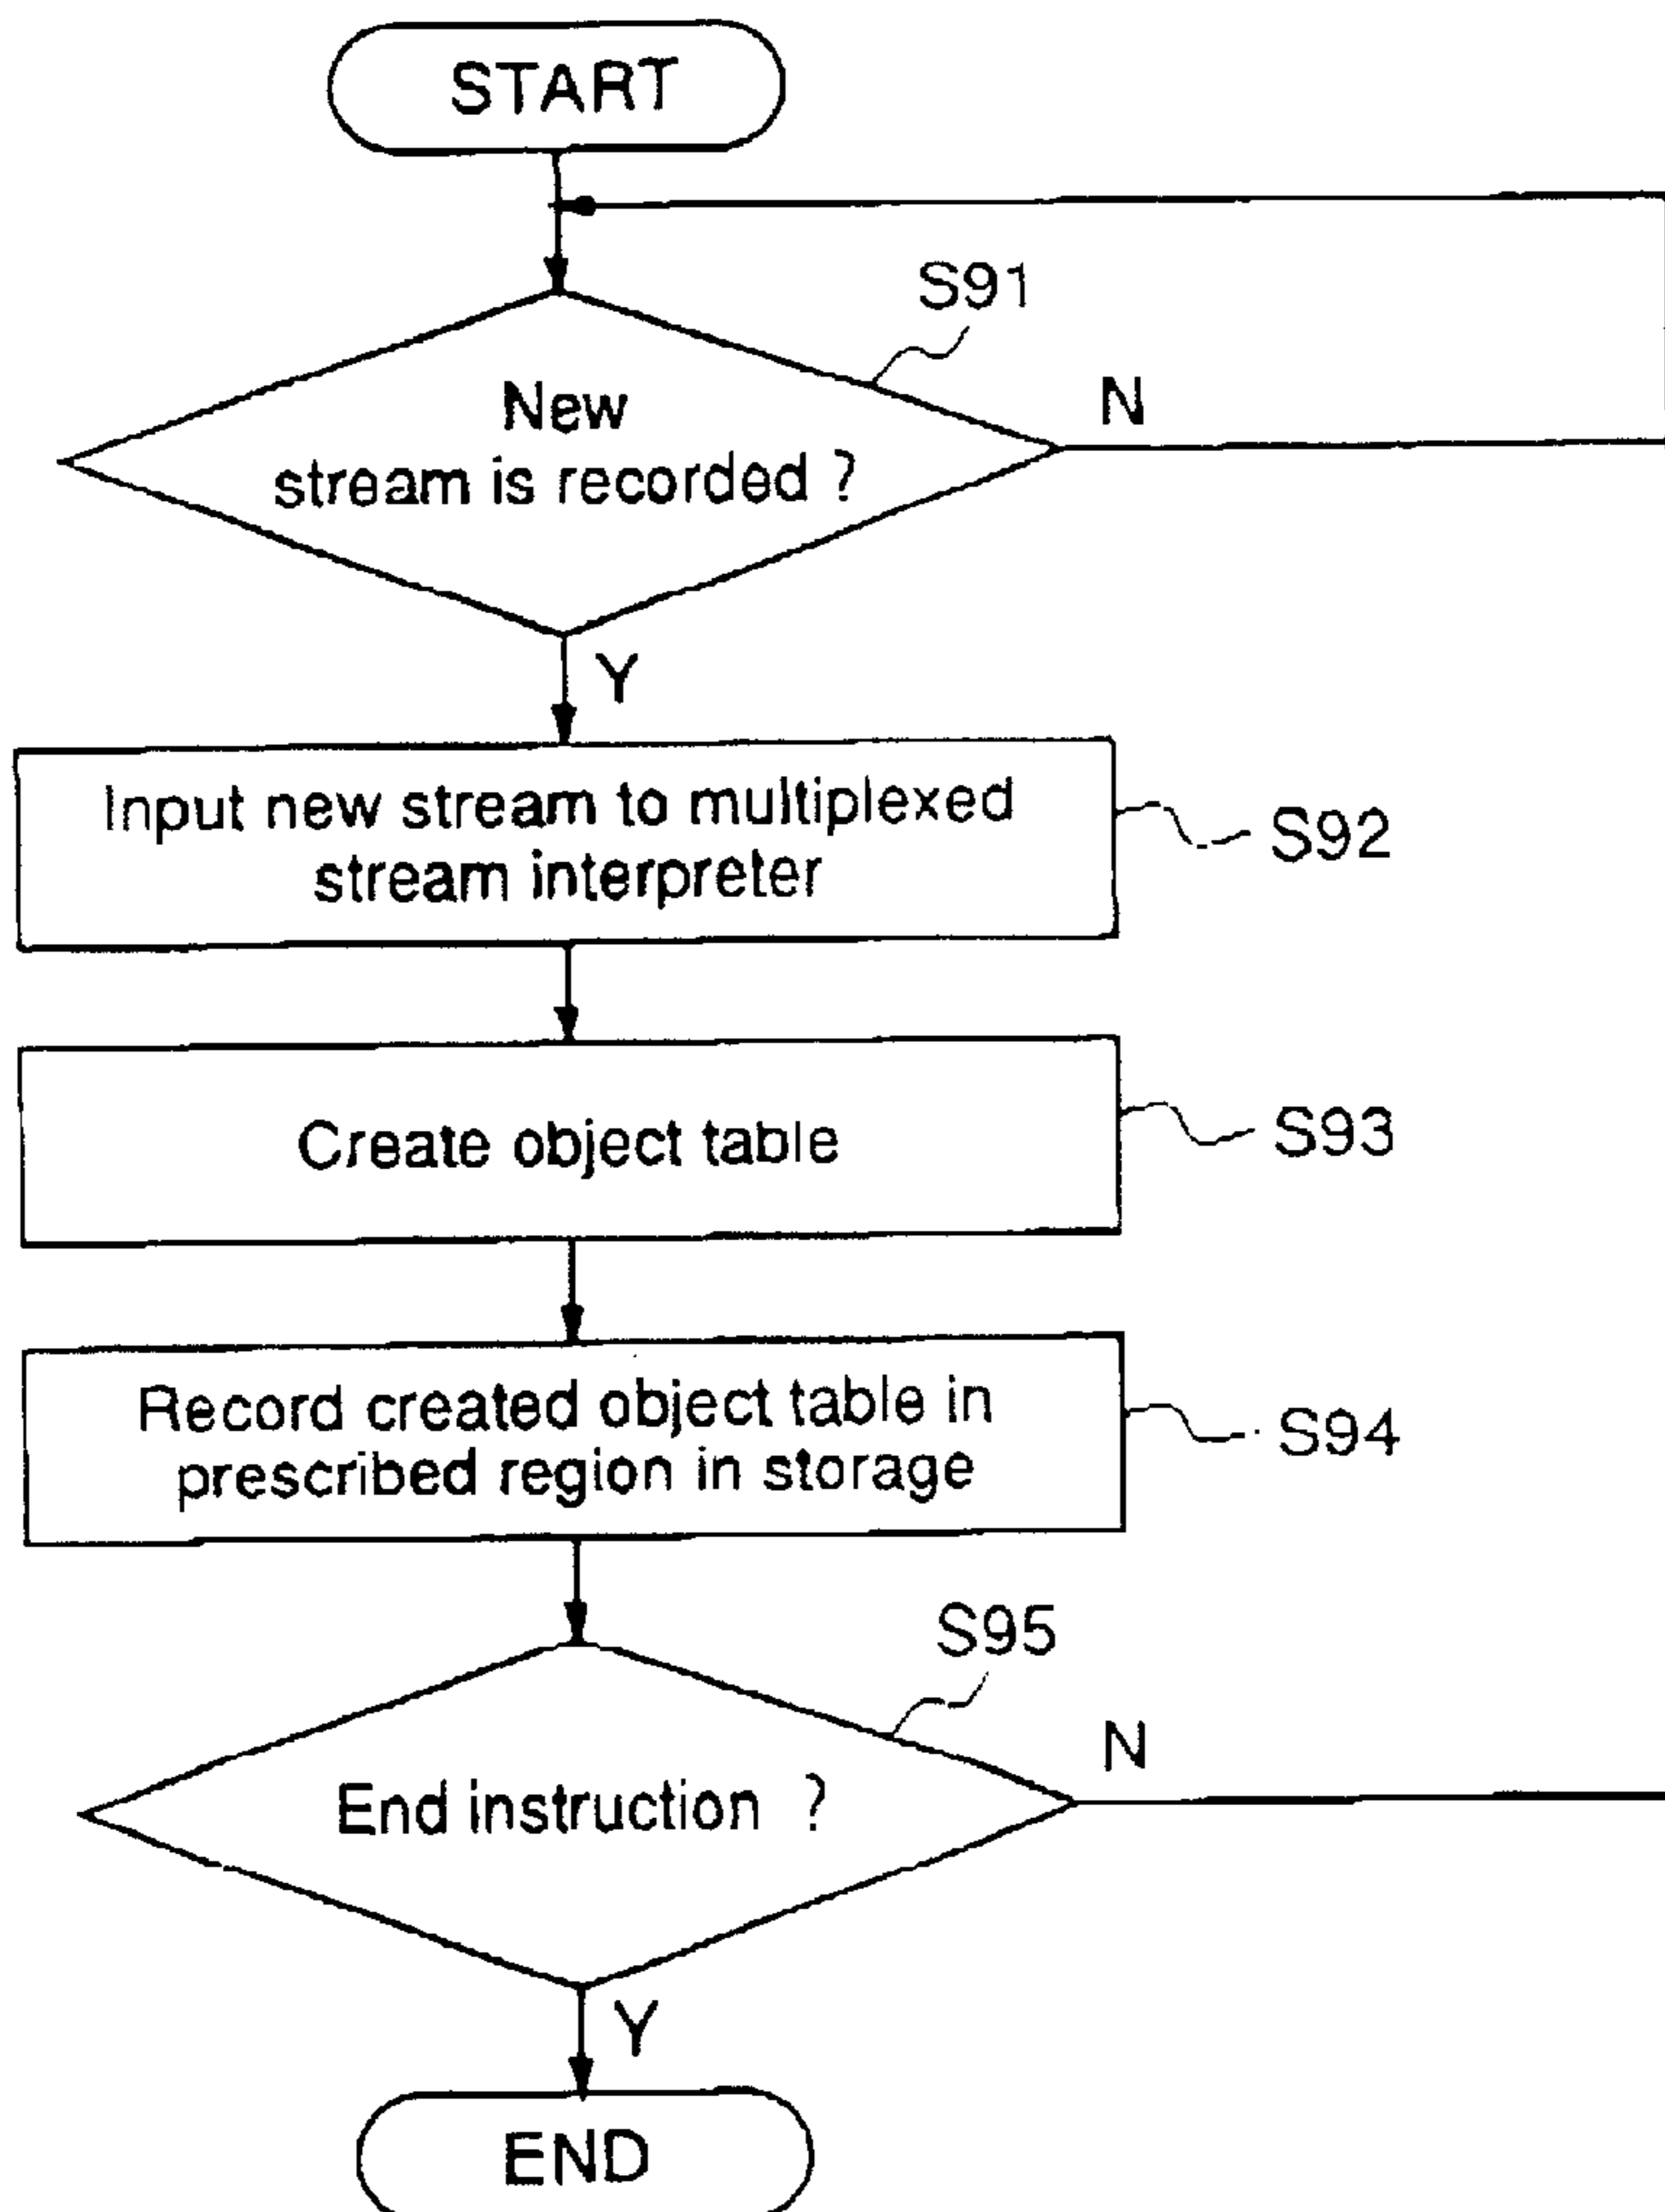 START
S91
New
stream is recorded ?
N
Y
Input new stream to multiplexed
stream interpreter
S92
Create object table
S93
Record created object table in
prescribed region in storage
S94
S95
End instruction ?
N
Y
END